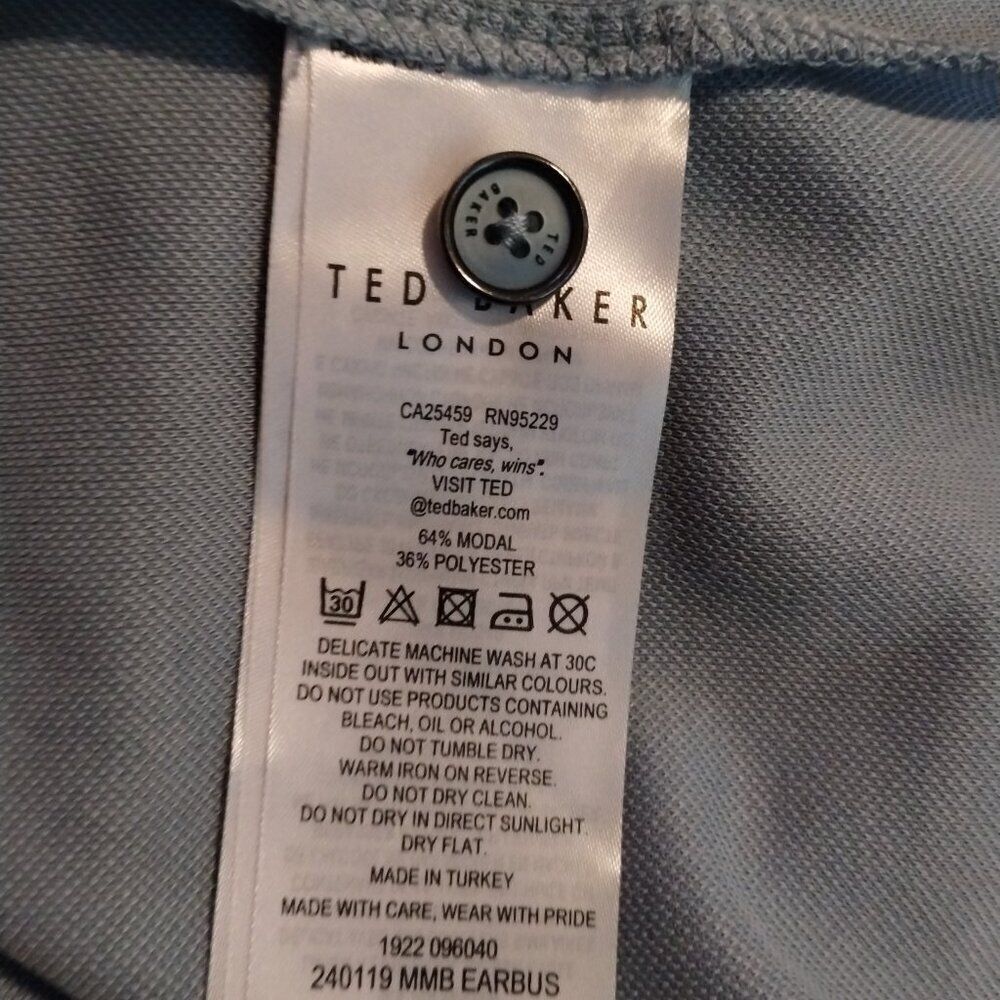 BAKER
TED
TED BAKER
LONDON
CA25459 RN95229
Ted says,
"Who cares, wins".
VISIT TED
@tedbaker.com
64% MODAL
36% POLYESTER
30
DELICATE MACHINE WASH AT 30C
INSIDE OUT WITH SIMILAR COLOURS.
DO NOT USE PRODUCTS CONTAINING
BLEACH, OIL OR ALCOHOL.
DO NOT TUMBLE DRY.
WARM IRON ON REVERSE.
DO NOT DRY CLEAN.
DO NOT DRY IN DIRECT SUNLIGHT.
DRY FLAT.
MADE IN TURKEY
MADE WITH CARE, WEAR WITH PRIDE
1922 096040
240119 MMB EARBUS